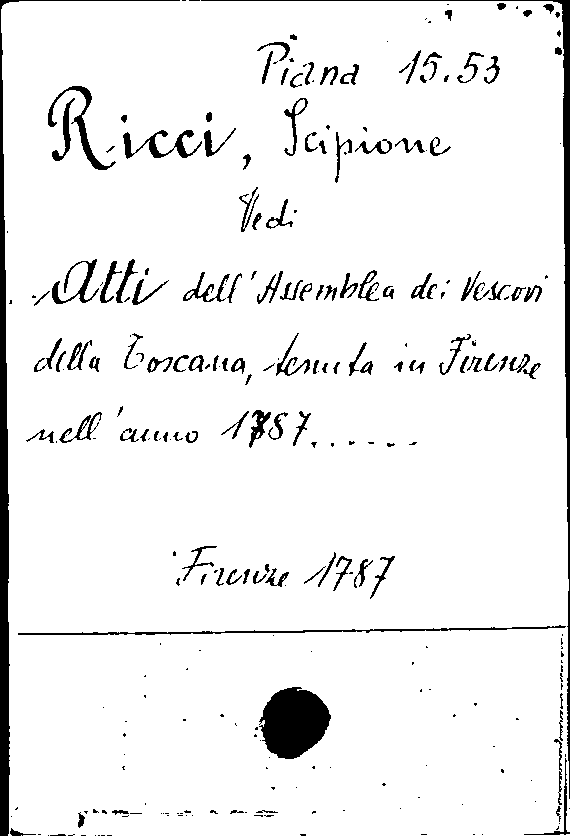 Piana 15.53
Ricci, Scipione
Vedi
Atti dell'Assemblea dei Vescovi
della Toscana, tenuta in Firenze
nell'anno 1787......
Firenze 1787